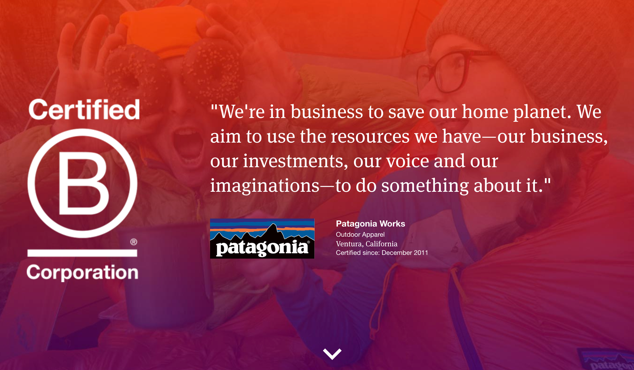 Certified
B
®
Corporation
"We're in business to save our home planet. We
aim to use the resources we have—our business,
our investments, our voice and our
imaginations—to do something about it."
patagonia®
Patagonia Works
Outdoor Apparel
Ventura, California
Certified since: December 2011
patagonia